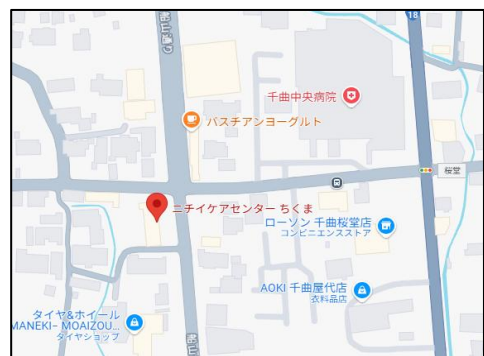 18
千曲中央病院
バスチアンヨーグルト
桜堂
ニチイケアセンター ちくま
ローソン 千曲桜堂店
コンビニエンスストア
AOKI 千曲屋代店
衣料品店
タイヤ&ホイール
MANEKI- MOAIZOU...
タイヤショップ